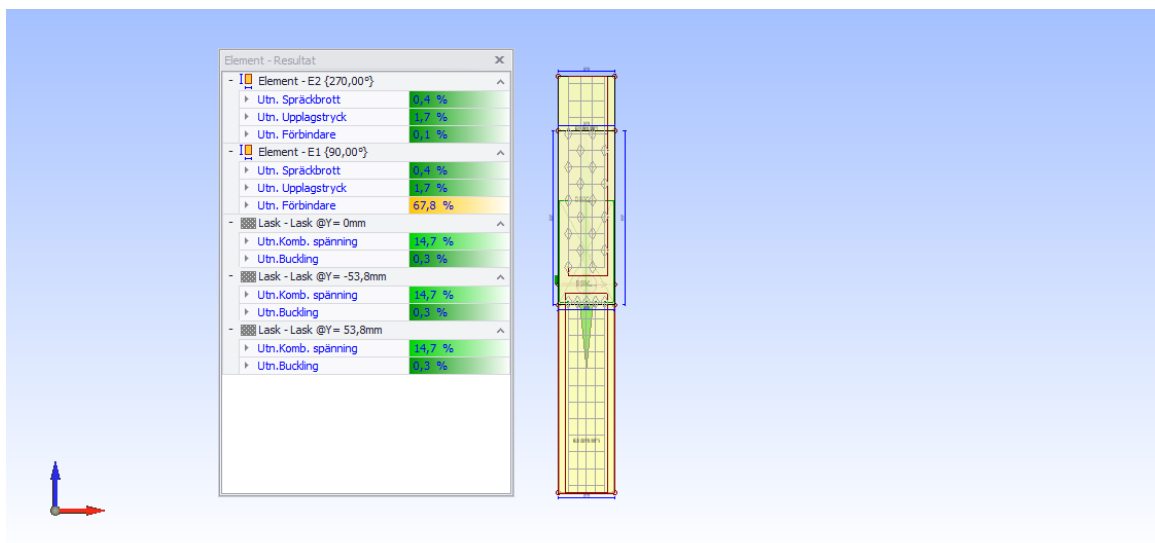 Element - Resultat
Element - E2 {270,00°}
Utn. Spräckbrott 0,4 %
Utn. Upplagstryck 1,7 %
Utn. Förbindare 0,1 %
Element - E1 {90,00°}
Utn. Spräckbrott 0,4 %
Utn. Upplagstryck 1,7 %
Utn. Förbindare 67,8 %
Lask - Lask @Y= 0mm
Utn.Komb. spänning 14,7 %
Utn.Buckling 0,3 %
Lask - Lask @Y= -53,8mm
Utn.Komb. spänning 14,7 %
Utn.Buckling 0,3 %
Lask - Lask @Y= 53,8mm
Utn.Komb. spänning 14,7 %
Utn.Buckling 0,3 %